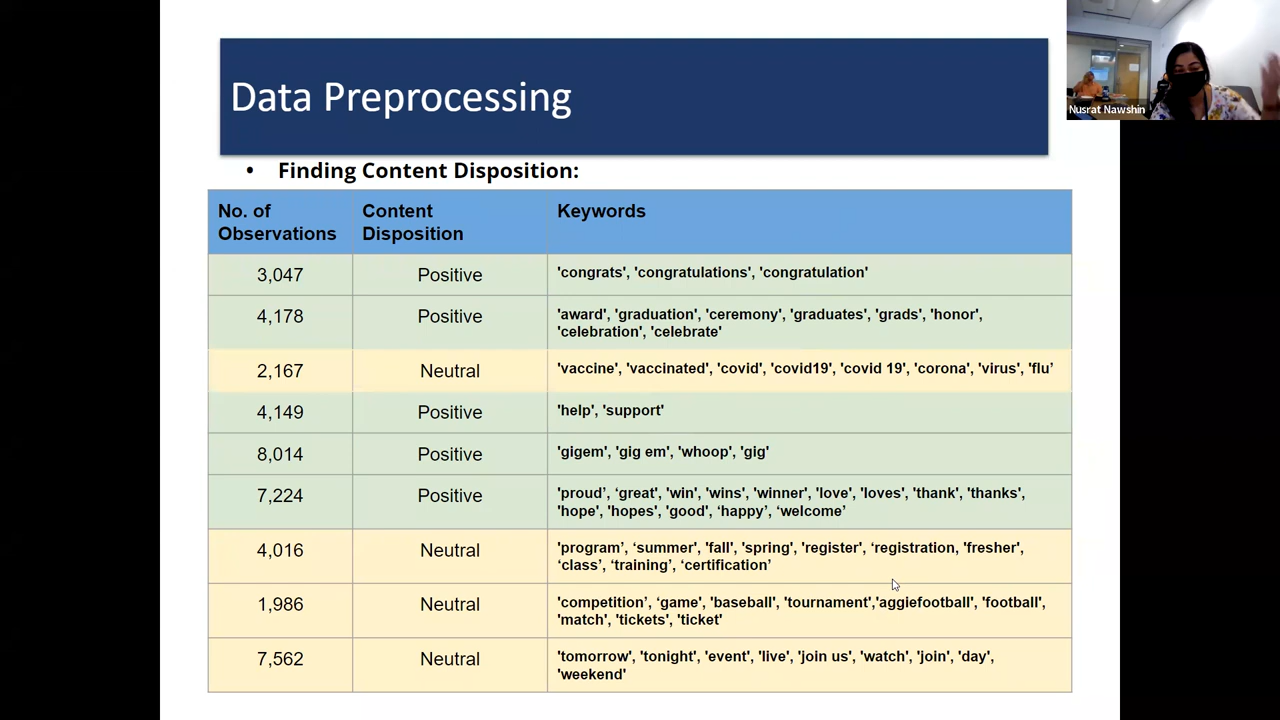 Data Preprocessing
Nusrat Nawshin
• Finding Content Disposition:
No. of Observations Content Disposition Keywords
3,047 Positive 'congrats', 'congratulations', 'congratulation'
4,178 Positive 'award', 'graduation', 'ceremony', 'graduates', 'grads', 'honor',
'celebration', 'celebrate'
2,167 Neutral 'vaccine', 'vaccinated', 'covid', 'covid19', 'covid 19', 'corona', 'virus', 'flu’
4,149 Positive 'help', 'support'
8,014 Positive 'gigem', 'gig em', 'whoop', 'gig'
7,224 Positive 'proud’, ‘great', 'win', 'wins', 'winner', 'love', 'loves', 'thank', 'thanks',
'hope', 'hopes', 'good', ‘happy’, ‘welcome’
4,016 Neutral 'program’, ‘summer', 'fall', 'spring', 'register', ‘registration, 'fresher',
‘class’, ‘training’, ‘certification’
1,986 Neutral 'competition’, ‘game', 'baseball', 'tournament','aggiefootball', 'football',
'match', 'tickets', 'ticket'
7,562 Neutral 'tomorrow', 'tonight', 'event', 'live', 'join us', 'watch', 'join', 'day',
'weekend'